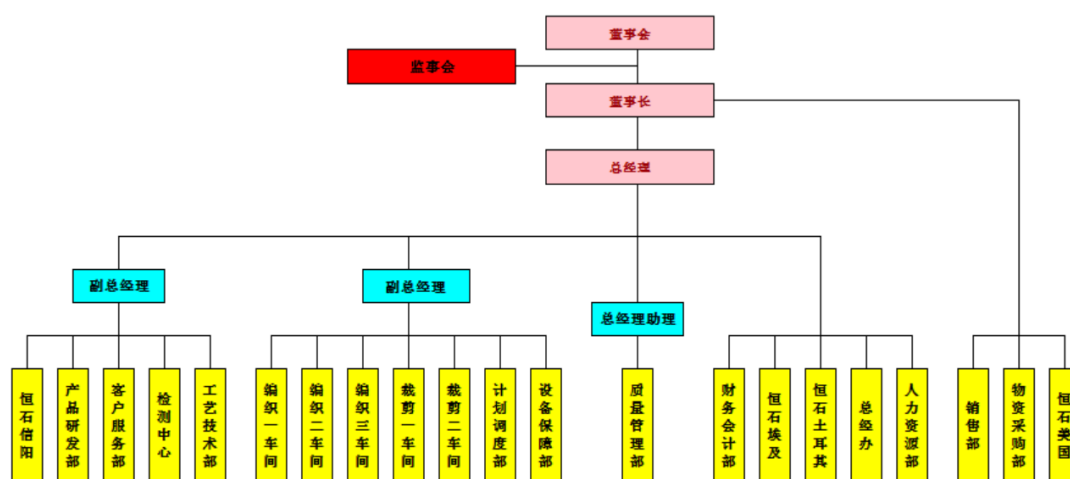 董事会
监事会
董事长
总经理
副总经理
副总经理
总经理助理
恒石信阳
产品研发部
客户服务部
检测中心
工艺技术部
编织一车间
编织二车间
编织三车间
裁剪一车间
裁剪二车间
计划调度部
设备保障部
质量管理部
财务会计部
恒石埃及
恒石土耳其
总经办
人力资源部
销售部
物资采购部
恒石美国